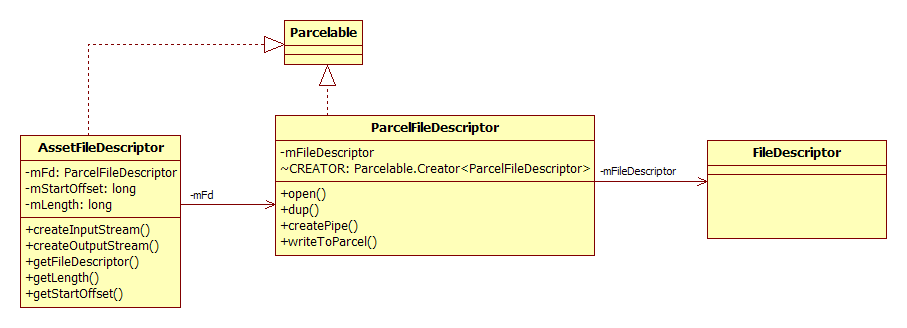 Parcelable
AssetFileDescriptor
-mFd: ParcelFileDescriptor
-mStartOffset: long
-mLength: long
+createInputStream()
+createOutputStream()
+getFileDescriptor()
+getLength()
+getStartOffset()
-mFd
ParcelFileDescriptor
-mFileDescriptor
~CREATOR: Parcelable.Creator<ParcelFileDescriptor>
+open()
+dup()
+createPipe()
+writeToParcel()
-mFileDescriptor
FileDescriptor